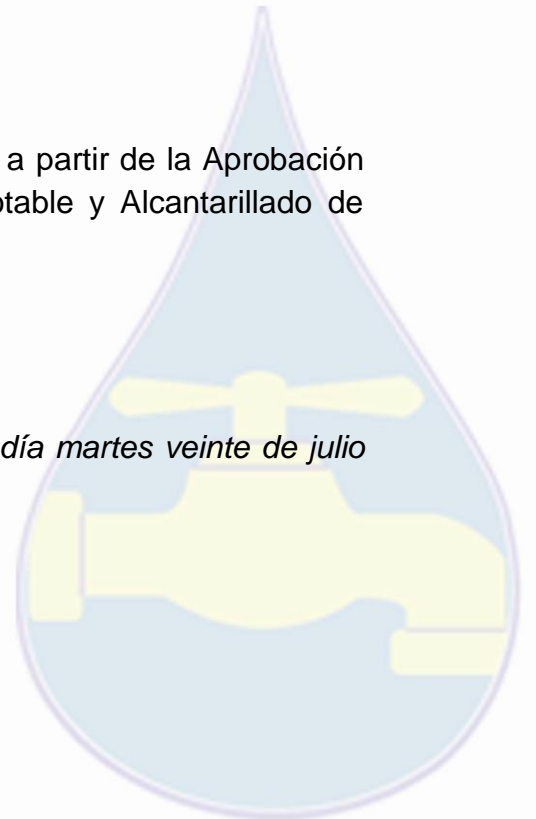 a partir de la Aprobación
otable y Alcantarillado de
día martes veinte de julio